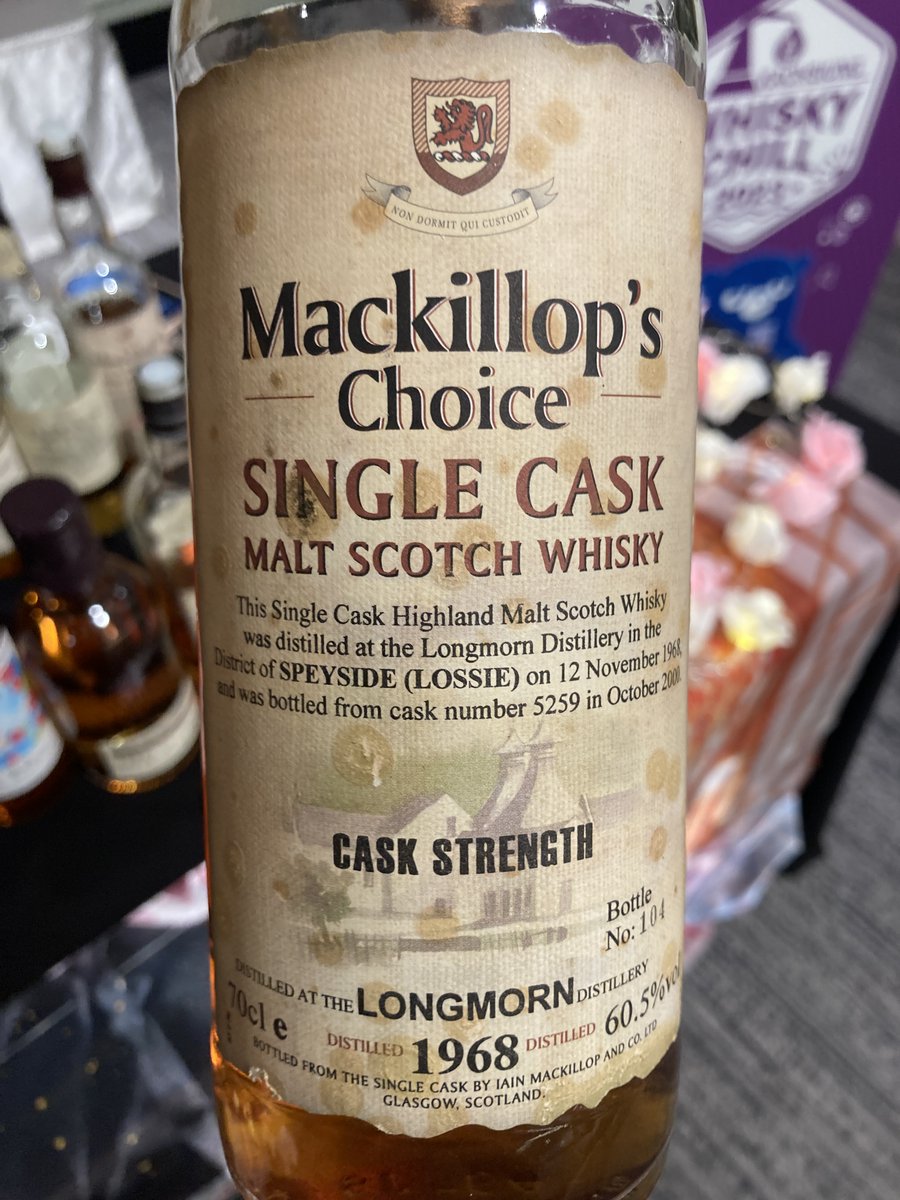 NON DORMIT QUI CUSTODIT
Mackillop's
Choice
SINGLE CASK
MALT SCOTCH WHISKY
This Single Cask Highland Malt Scotch Whisky
was distilled at the Longmorn Distillery in the
District of SPEYSIDE (LOSSIE) on 12 November 1968,
and was bottled from cask number 5259 in October 2000.
CASK STRENGTH
Bottle
No: 104
DISTILLED AT THE LONGMORN DISTILLERY
70cl e
DISTILLED 1968 DISTILLED
60.5%vol
BOTTLED FROM THE SINGLE CASK BY IAIN MACKILLOP AND CO. LTD
GLASGOW, SCOTLAND.
WHISKY
CHILL
2023